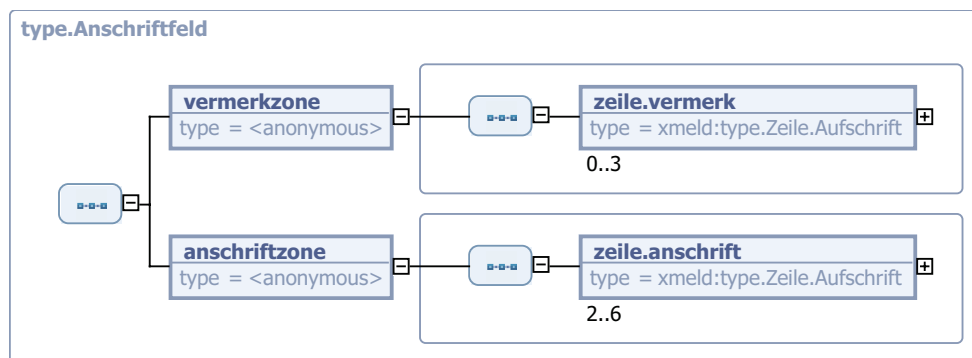 type.Anschriftfeld
vermerkzone
type = <anonymous>
zeile.vermerk
type = xmeld:type.Zeile.Aufschrift
0..3
anschriftzone
type = <anonymous>
zeile.anschrift
type = xmeld:type.Zeile.Aufschrift
2..6